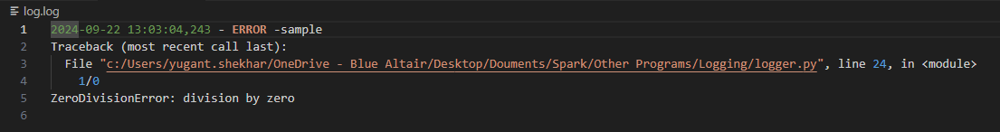 log.log
1 2024-09-22 13:03:04,243 - ERROR -sample
2 Traceback (most recent call last):
3   File "c:/Users/yugant.shekhar/OneDrive - Blue Altair/Desktop/Douments/Spark/Other Programs/Logging/logger.py", line 24, in <module>
4     1/0
5 ZeroDivisionError: division by zero
6